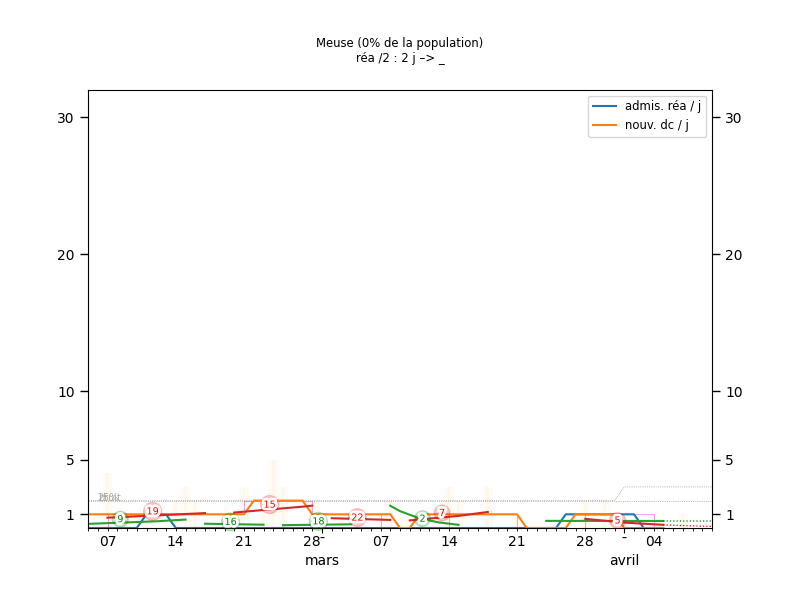 Meuse (0% de la population)
réa /2 : 2 j –> _
admis. réa / j
nouv. dc / j
30 30
20 20
10 10
5 5
1 1
9 19 16 15 18 22 2 7 5
07 14 21 28 - 07 14 21 28 - 04
mars avril